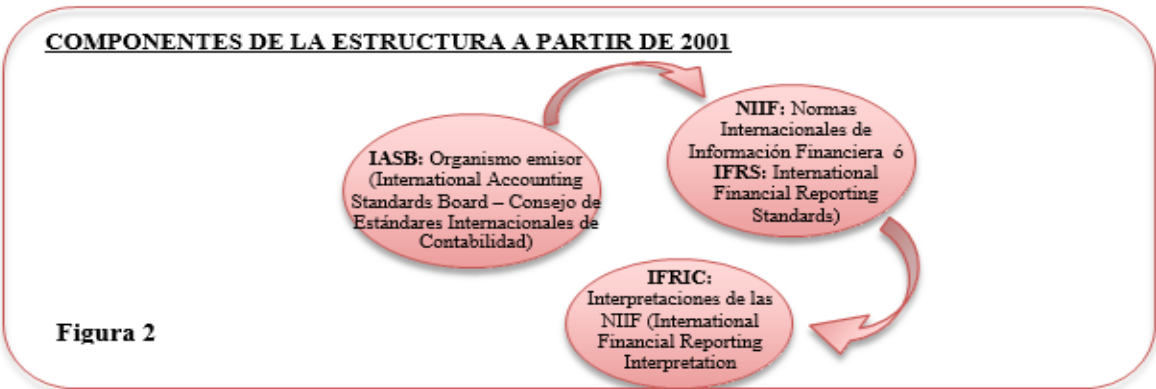 COMPONENTES DE LA ESTRUCTURA A PARTIR DE 2001
IASB: Organismo emisor
(International Accounting
Standards Board – Consejo de
Estándares Internacionales de
Contabilidad)
NIIF: Normas
Internacionales de
Información Financiera ó
IFRS: International
Financial Reporting
Standards)
IFRIC:
Interpretaciones de las
NIIF (International
Financial Reporting
Interpretation
Figura 2